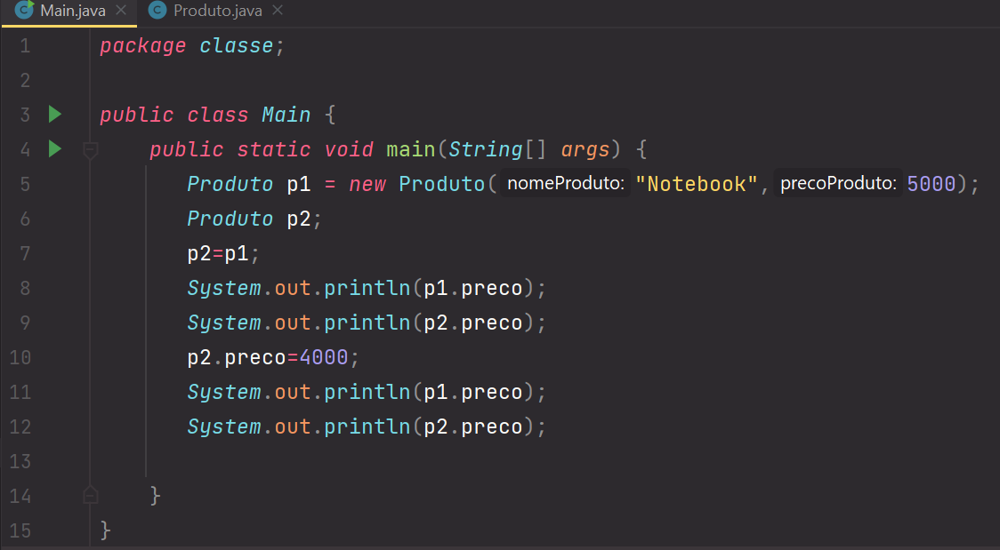 Main.java Produto.java
1 package classe;
2
3 public class Main {
4 public static void main(String[] args) {
5 Produto p1 = new Produto( nomeProduto: "Notebook", precoProduto: 5000);
6 Produto p2;
7 p2=p1;
8 System.out.println(p1.preco);
9 System.out.println(p2.preco);
10 p2.preco=4000;
11 System.out.println(p1.preco);
12 System.out.println(p2.preco);
13
14 }
15 }